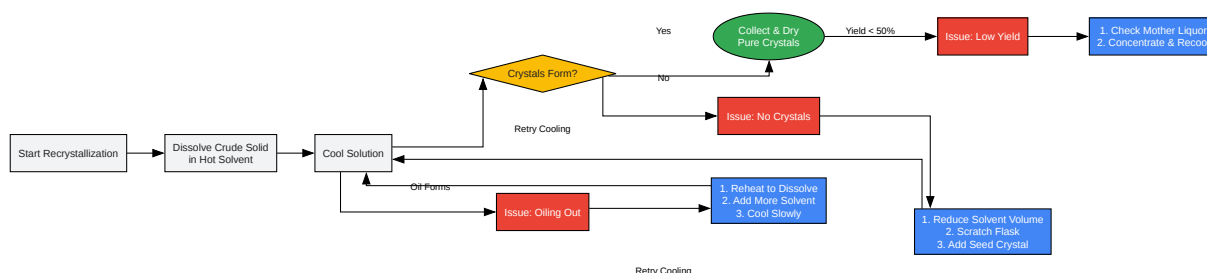 Yes
Collect & Dry
Pure Crystals
Yield < 50%
Issue: Low Yield
1. Check Mother Liquor
2. Concentrate & Recool
Crystals Form?
No
Issue: No Crystals
Retry Cooling
Start Recrystallization
Dissolve Crude Solid
in Hot Solvent
Cool Solution
Oil Forms
Issue: Oiling Out
1. Reheat to Dissolve
2. Add More Solvent
3. Cool Slowly
1. Reduce Solvent Volume
2. Scratch Flask
3. Add Seed Crystal
Retry Cooling